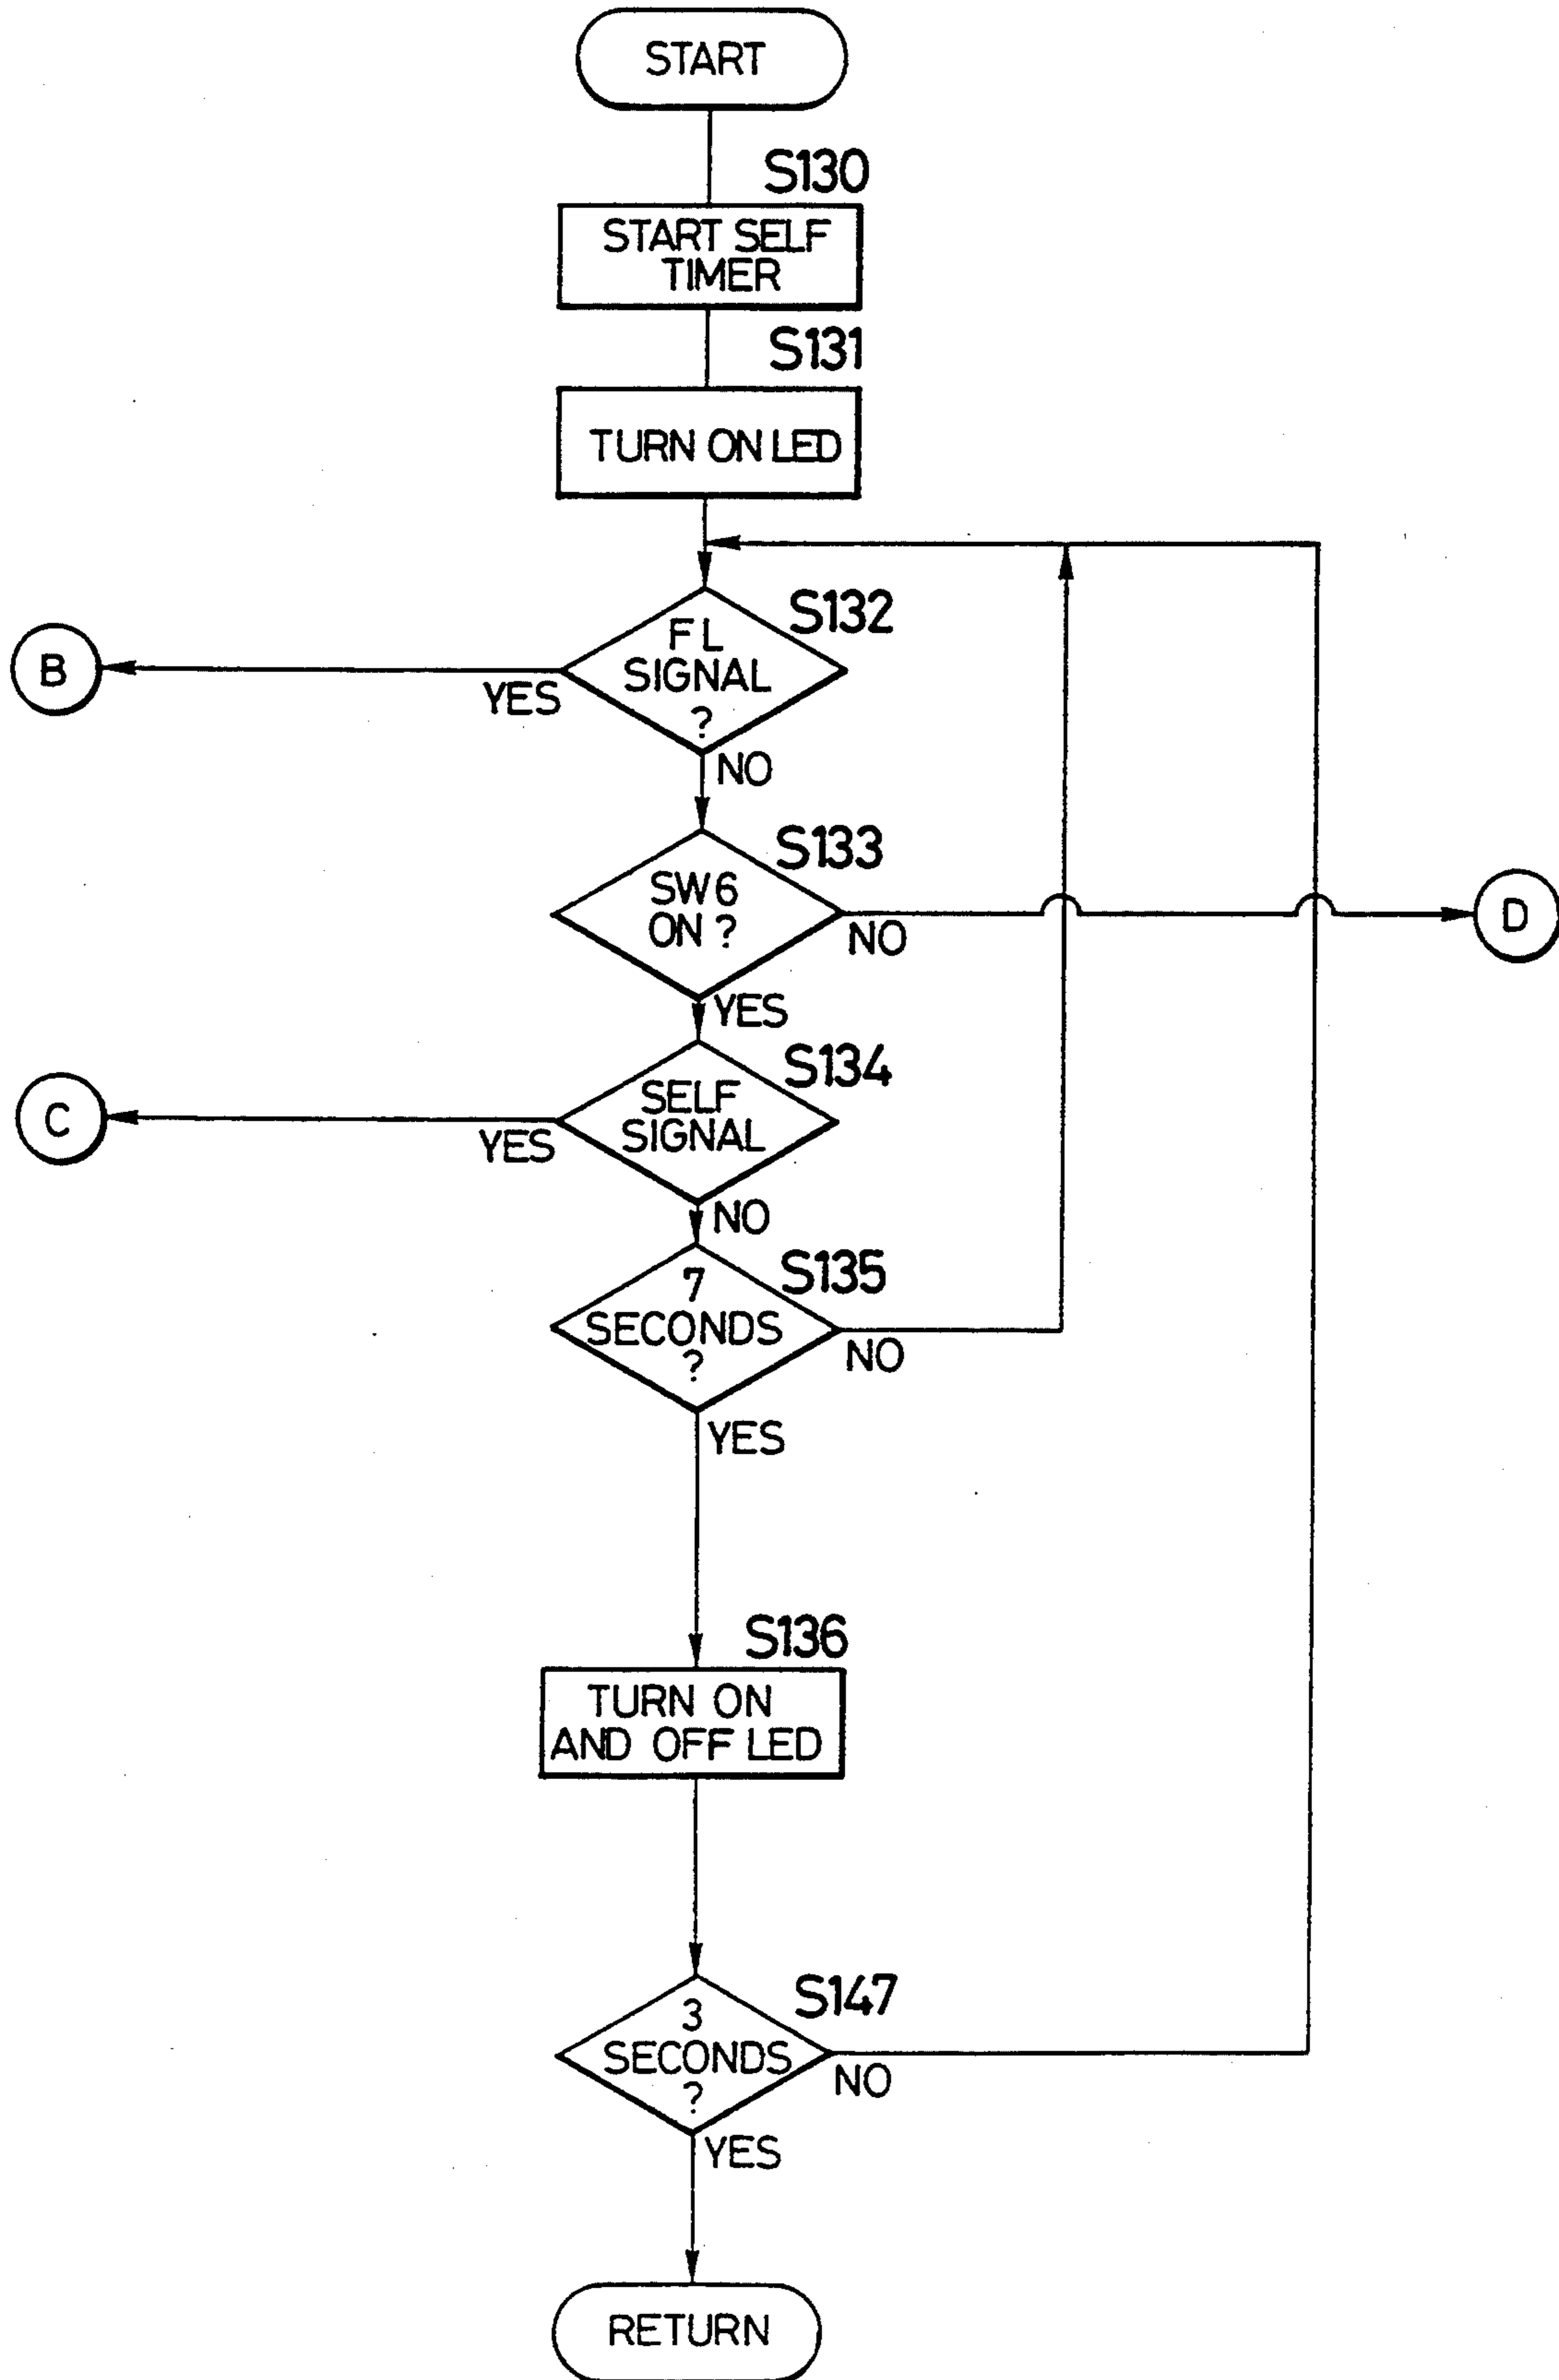 START
S130
START SELF
TIMER
S131
TURN ON LED
S132
FL
SIGNAL
?
B
YES
NO
S133
SW6
ON ?
NO
D
YES
S134
SELF
SIGNAL
C
YES
NO
S135
7
SECONDS
?
NO
YES
S136
TURN ON
AND OFF LED
S147
3
SECONDS
?
NO
YES
RETURN